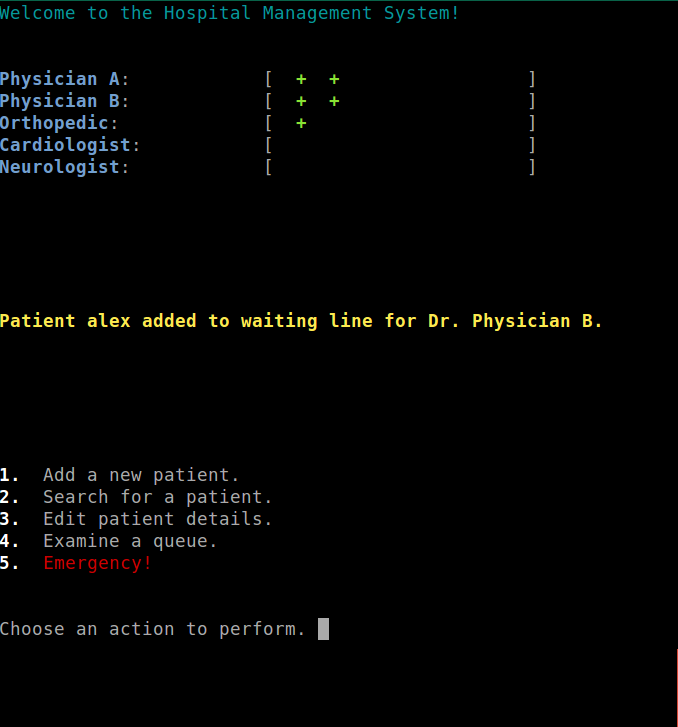 Welcome to the Hospital Management System!
Physician A: [ + + ]
Physician B: [ + + ]
Orthopedic: [ + ]
Cardiologist: [ ]
Neurologist: [ ]
Patient alex added to waiting line for Dr. Physician B.
1. Add a new patient.
2. Search for a patient.
3. Edit patient details.
4. Examine a queue.
5. Emergency!
Choose an action to perform.